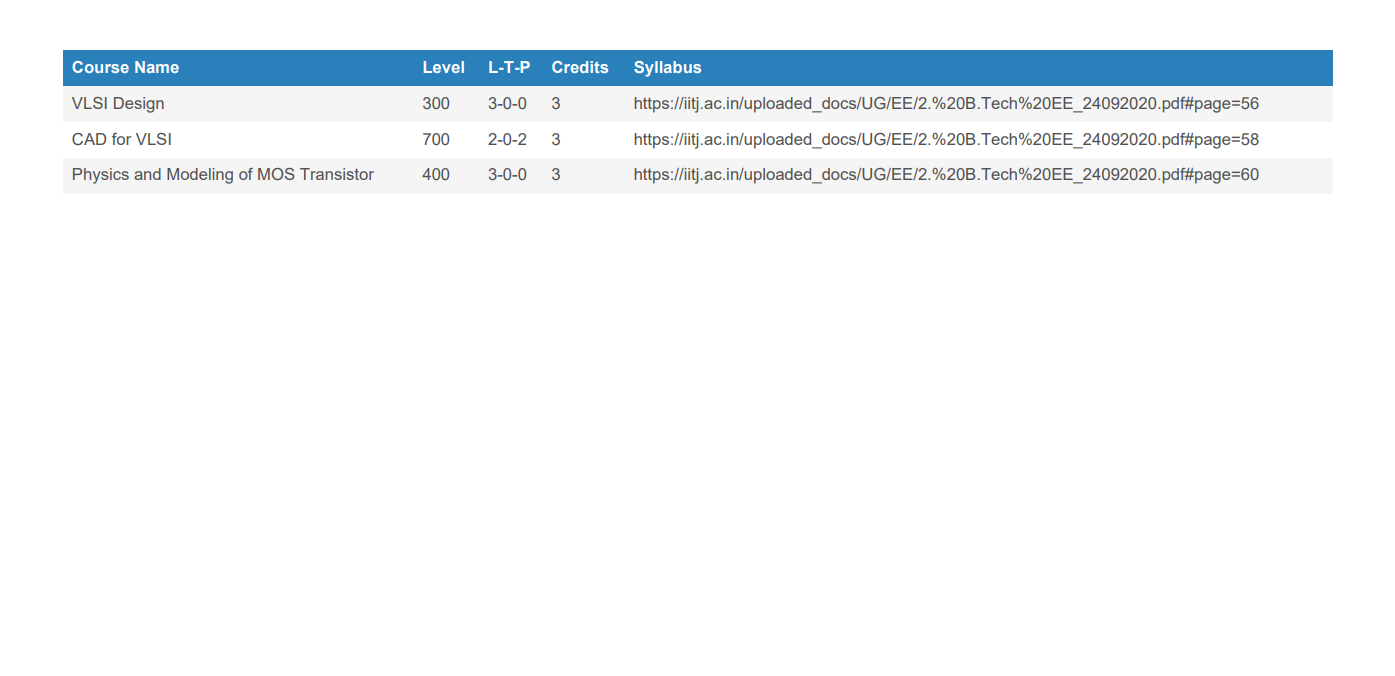 Course Name Level L-T-P Credits Syllabus
VLSI Design 300 3-0-0 3 https://iitj.ac.in/uploaded_docs/UG/EE/2.%20B.Tech%20EE_24092020.pdf#page=56
CAD for VLSI 700 2-0-2 3 https://iitj.ac.in/uploaded_docs/UG/EE/2.%20B.Tech%20EE_24092020.pdf#page=58
Physics and Modeling of MOS Transistor 400 3-0-0 3 https://iitj.ac.in/uploaded_docs/UG/EE/2.%20B.Tech%20EE_24092020.pdf#page=60